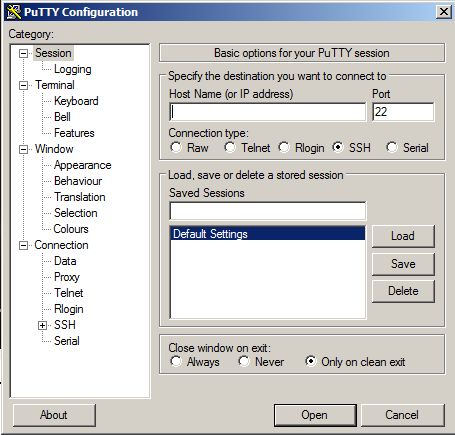 PuTTY Configuration
Category:
Session
Logging
Terminal
Keyboard
Bell
Features
Window
Appearance
Behaviour
Translation
Selection
Colours
Connection
Data
Proxy
Telnet
Rlogin
SSH
Serial
Basic options for your PuTTY session
Specify the destination you want to connect to
Host Name (or IP address) Port
22
Connection type:
Raw Telnet Rlogin SSH Serial
Load, save or delete a stored session
Saved Sessions
Default Settings
Load
Save
Delete
Close window on exit:
Always Never Only on clean exit
About Open Cancel